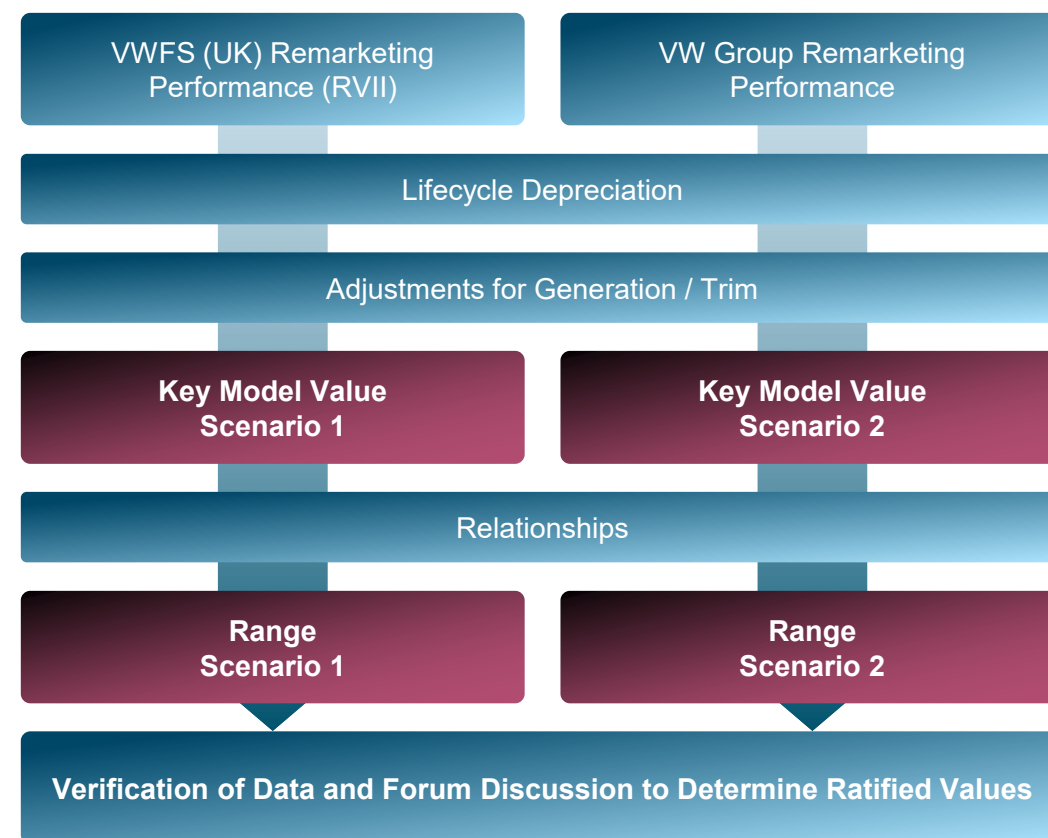 VWFS (UK) Remarketing
Performance (RVII)
VW Group Remarketing
Performance
Lifecycle Depreciation
Adjustments for Generation / Trim
Key Model Value
Scenario 1
Key Model Value
Scenario 2
Relationships
Range
Scenario 1
Range
Scenario 2
Verification of Data and Forum Discussion to Determine Ratified Values